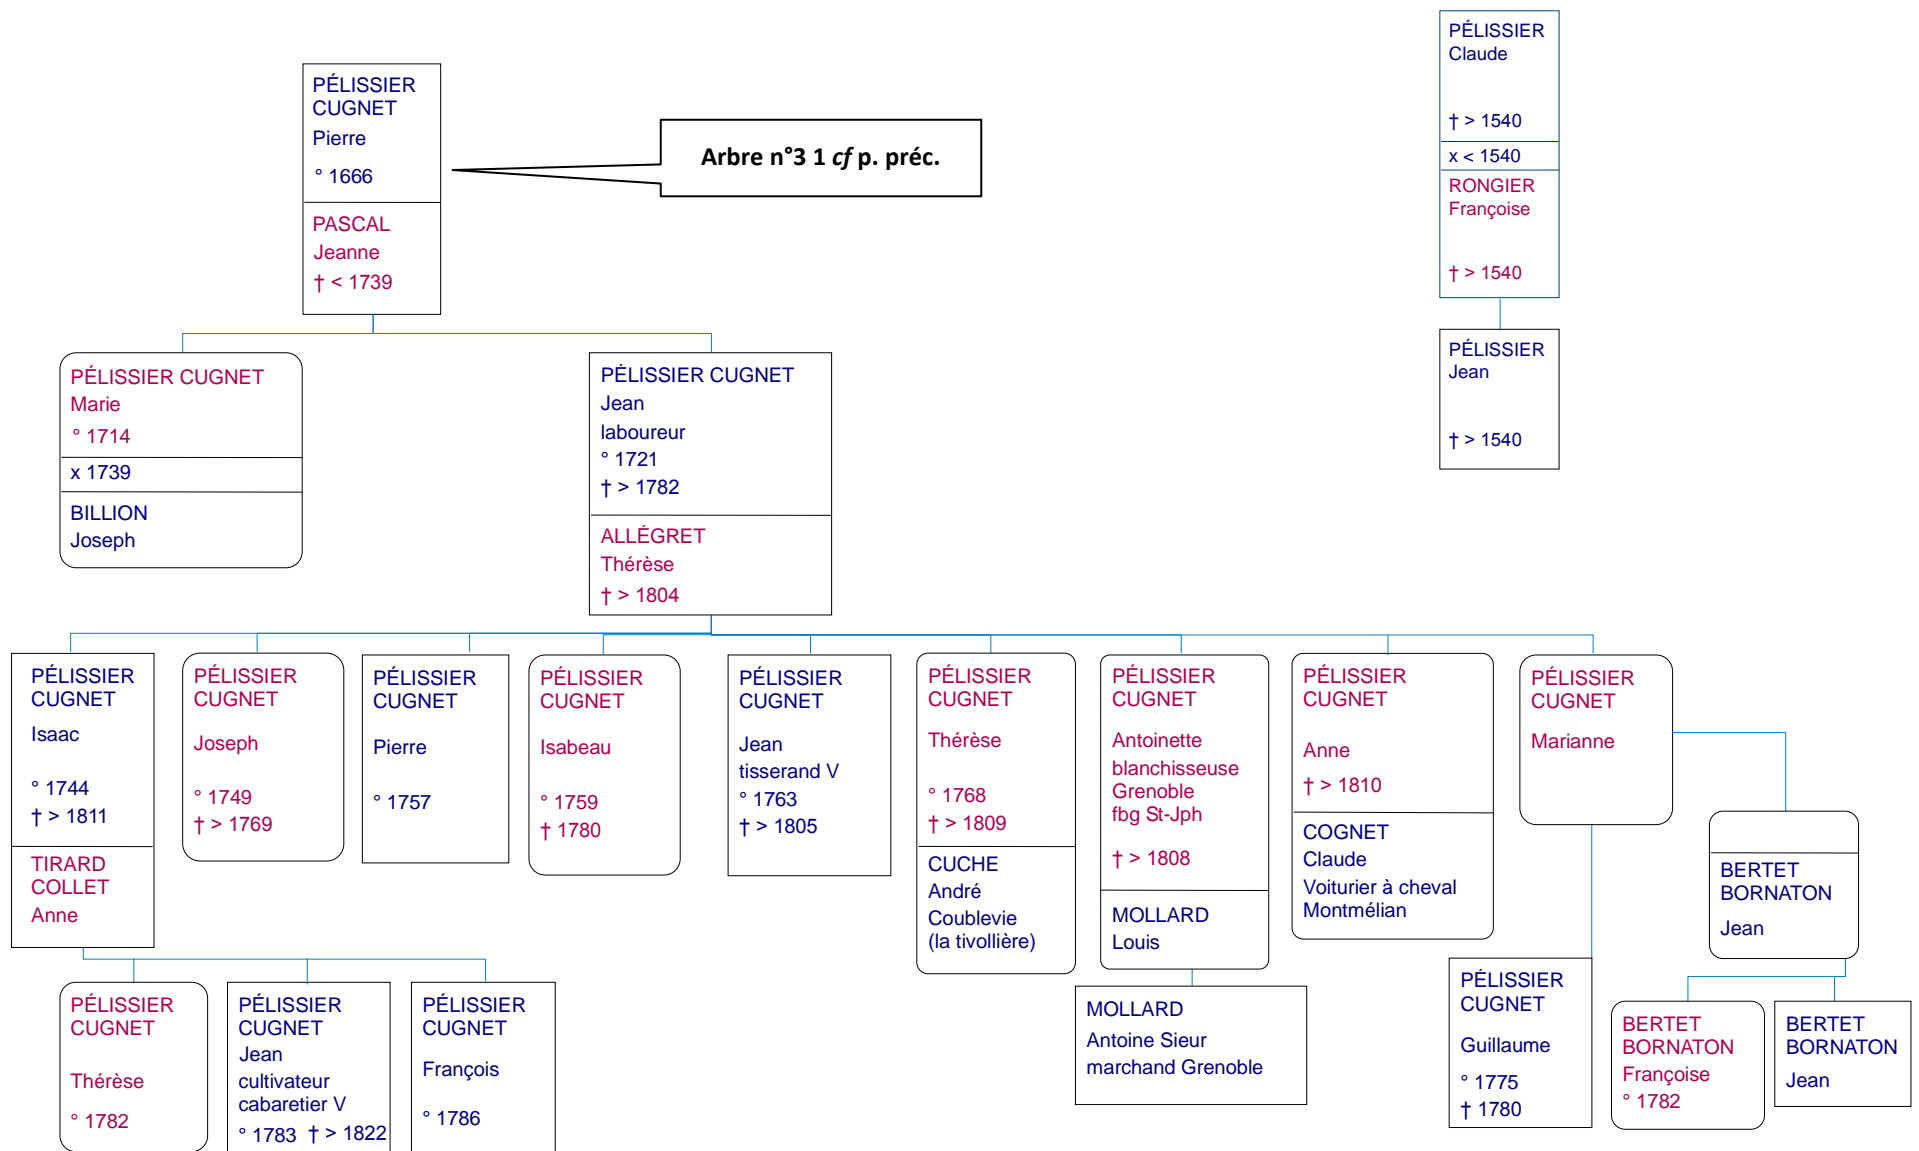 PÉLISSIER
CUGNET
Pierre
° 1666
PASCAL
Jeanne
† < 1739
Arbre n°3 1 cf p. préc.
PÉLISSIER
Claude
† > 1540
x < 1540
RONGIER
Françoise
† > 1540
PÉLISSIER
Jean
† > 1540
PÉLISSIER CUGNET
Marie
° 1714
x 1739
BILLION
Joseph
PÉLISSIER CUGNET
Jean
laboureur
° 1721
† > 1782
ALLÉGRET
Thérèse
† > 1804
PÉLISSIER
CUGNET
Isaac
° 1744
† > 1811
TIRARD
COLLET
Anne
PÉLISSIER
CUGNET
Joseph
° 1749
† > 1769
PÉLISSIER
CUGNET
Pierre
° 1757
PÉLISSIER
CUGNET
Isabeau
° 1759
† 1780
PÉLISSIER
CUGNET
Jean
tisserand V
° 1763
† > 1805
PÉLISSIER
CUGNET
Thérèse
° 1768
† > 1809
CUCHE
André
Coublevie
(la tivollière)
PÉLISSIER
CUGNET
Antoinette
blanchisseuse
Grenoble
fbg St-Jph
† > 1808
MOLLARD
Louis
PÉLISSIER
CUGNET
Anne
† > 1810
COGNET
Claude
Voiturier à cheval
Montmélian
PÉLISSIER
CUGNET
Marianne
BERTET
BORNATON
Jean
PÉLISSIER
CUGNET
Thérèse
° 1782
PÉLISSIER
CUGNET
Jean
cultivateur
cabaretier V
° 1783 † > 1822
PÉLISSIER
CUGNET
François
° 1786
MOLLARD
Antoine Sieur
marchand Grenoble
PÉLISSIER
CUGNET
Guillaume
° 1775
† 1780
BERTET
BORNATON
Françoise
° 1782
BERTET
BORNATON
Jean